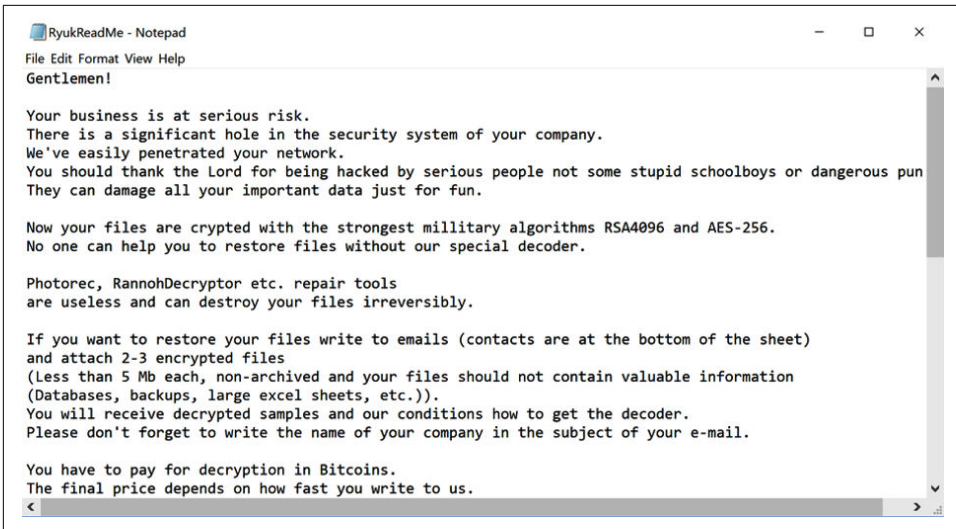 RyukReadMe - Notepad
File Edit Format View Help
Gentlemen!
Your business is at serious risk.
There is a significant hole in the security system of your company.
We've easily penetrated your network.
You should thank the Lord for being hacked by serious people not some stupid schoolboys or dangerous pun
They can damage all your important data just for fun.
Now your files are crypted with the strongest millitary algorithms RSA4096 and AES-256.
No one can help you to restore files without our special decoder.
Photorec, RannohDecryptor etc. repair tools
are useless and can destroy your files irreversibly.
If you want to restore your files write to emails (contacts are at the bottom of the sheet)
and attach 2-3 encrypted files
(Less than 5 Mb each, non-archived and your files should not contain valuable information
(Databases, backups, large excel sheets, etc.)).
You will receive decrypted samples and our conditions how to get the decoder.
Please don't forget to write the name of your company in the subject of your e-mail.
You have to pay for decryption in Bitcoins.
The final price depends on how fast you write to us.